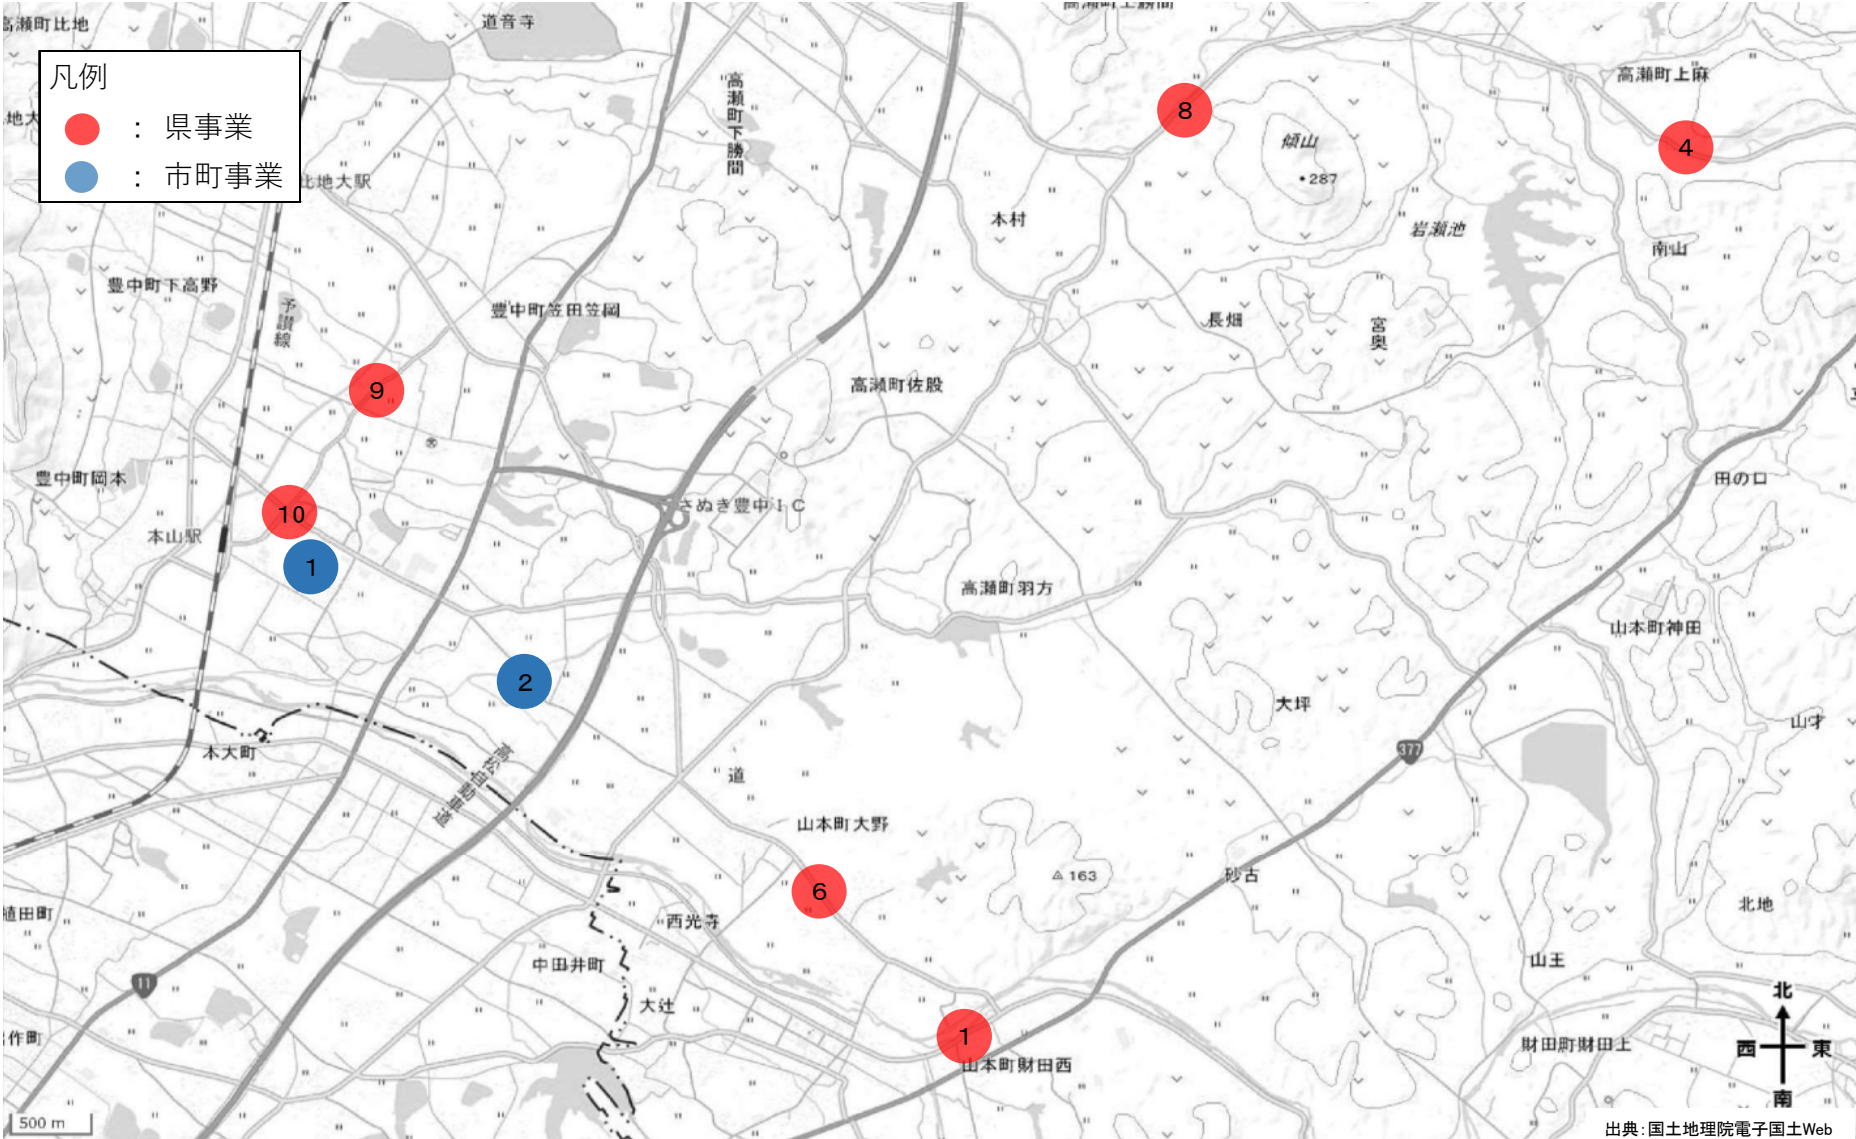 道音寺
高瀬町比地
凡例
： 県事業
： 市町事業
比地大駅
高瀬町下勝間
8
傾山
287
高瀬町上麻
4
本村
岩瀬池
南山
豊中町下高野
予讃線
豊中町笠田笠岡
長畑
宮奥
9
高瀬町佐股
豊中町岡本
10
さぬき豊中IC
田の口
本山駅
1
高瀬町羽方
山本町神田
2
大坪
山才
本大町
高松自動車道
377
道
山本町大野
6
163
砂古
植田町
西光寺
北地
中田井町
山王
11
大辻
北
1
西
東
財田町財田上
山本町財田西
作町
南
500 m
出典：国土地理院電子国土Web